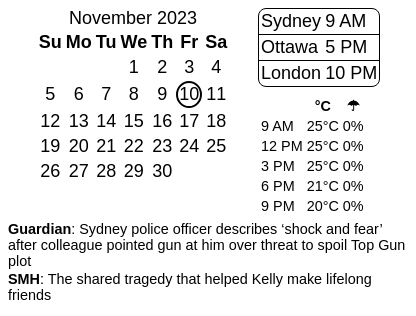 November 2023
Su Mo Tu We Th Fr Sa
1 2 3 4
5 6 7 8 9 10 11
12 13 14 15 16 17 18
19 20 21 22 23 24 25
26 27 28 29 30
Sydney 9 AM
Ottawa 5 PM
London 10 PM
°C ☂
9 AM 25°C 0%
12 PM 25°C 0%
3 PM 25°C 0%
6 PM 21°C 0%
9 PM 20°C 0%
Guardian: Sydney police officer describes ‘shock and fear’
after colleague pointed gun at him over threat to spoil Top Gun
plot
SMH: The shared tragedy that helped Kelly make lifelong
friends